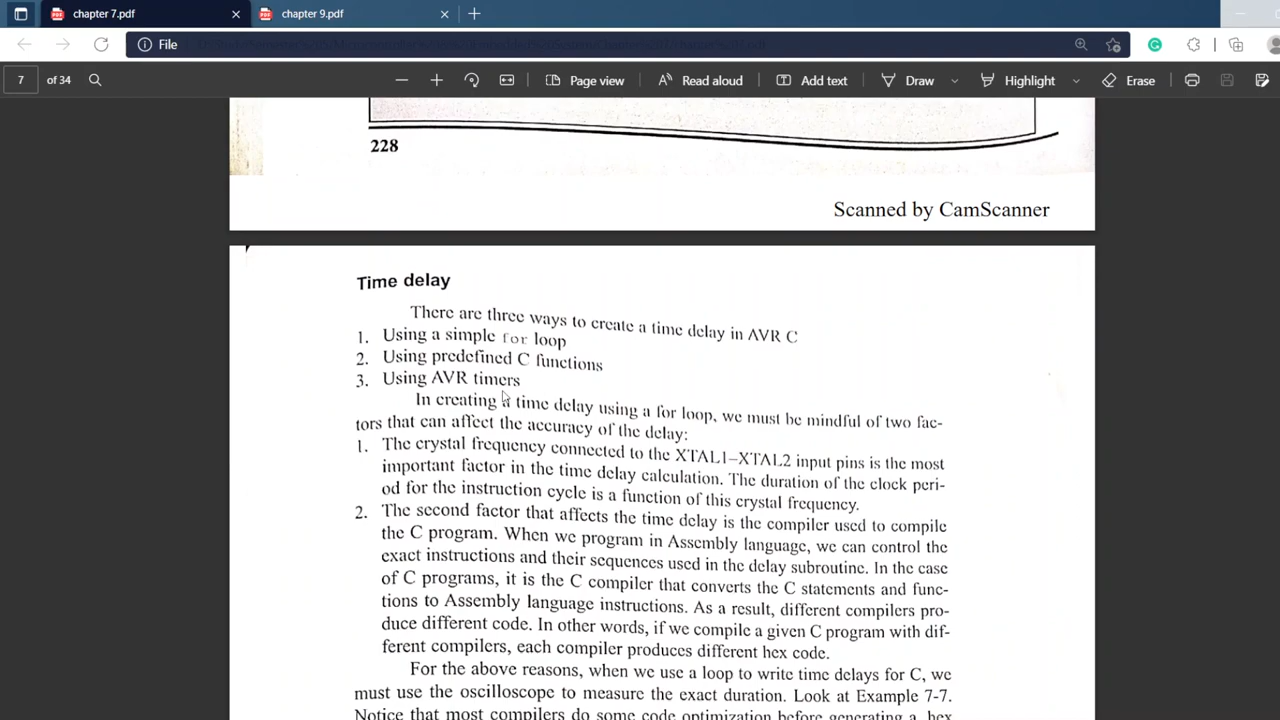 chapter 7.pdf
chapter 9.pdf
File
7
of 34
Page view
Read aloud
Add text
Draw
Highlight
Erase
228
Scanned by CamScanner
Time delay
There are three ways to create a time delay in AVR C
1. Using a simple for loop
2. Using predefined C functions
3. Using AVR timers
In creating a time delay using a for loop, we must be mindful of two fac-
tors that can affect the accuracy of the delay:
1. The crystal frequency connected to the XTAL1–XTAL2 input pins is the most
important factor in the time delay calculation. The duration of the clock peri-
od for the instruction cycle is a function of this crystal frequency.
2. The second factor that affects the time delay is the compiler used to compile
the C program. When we program in Assembly language, we can control the
exact instructions and their sequences used in the delay subroutine. In the case
of C programs, it is the C compiler that converts the C statements and func-
tions to Assembly language instructions. As a result, different compilers pro-
duce different code. In other words, if we compile a given C program with dif-
ferent compilers, each compiler produces different hex code.
For the above reasons, when we use a loop to write time delays for C, we
must use the oscilloscope to measure the exact duration. Look at Example 7-7.
Notice that most compilers do some code optimization before generating a hex